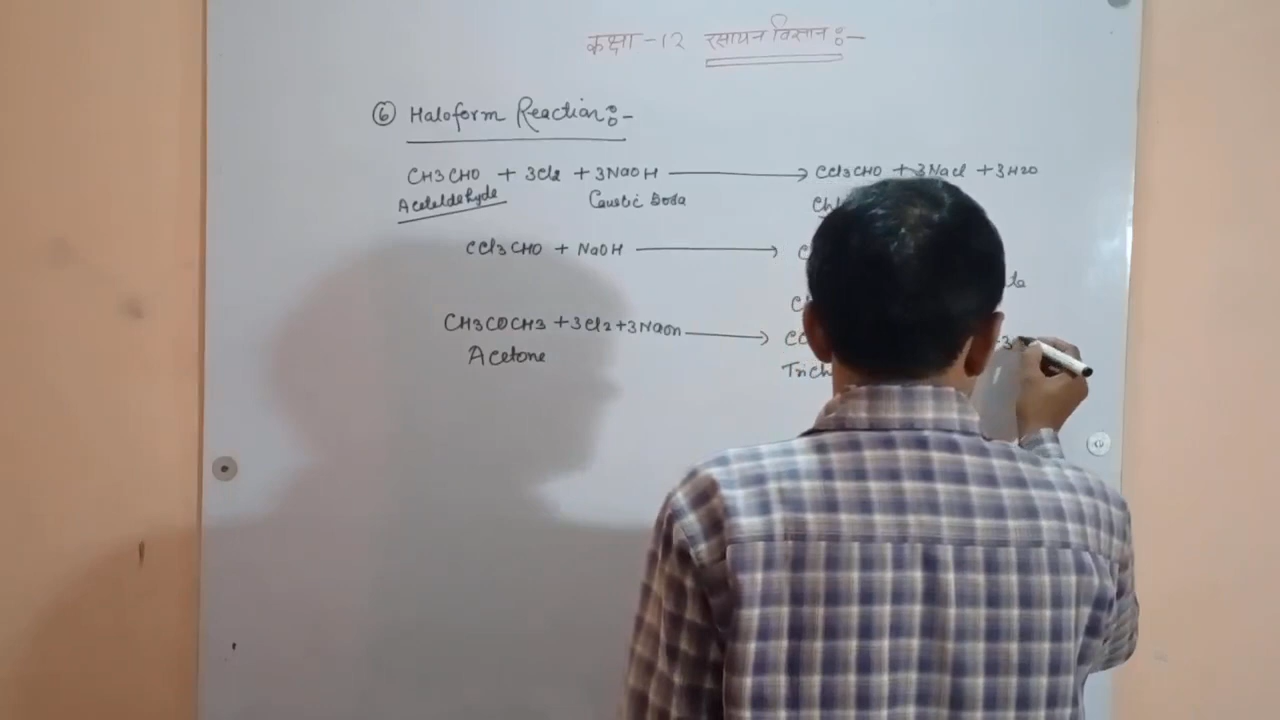 कक्षा -12 रसायन विज्ञान :-
⑥ Haloform Reaction :-
CH3CHO + 3Cl2 + 3NaOH ⟶ CCl3CHO + 3NaCl + 3H2O
Acetaldehyde Caustic Soda
CCl3CHO + NaOH ⟶
CH3COCH3 + 3Cl2 + 3NaOH ⟶
Acetone